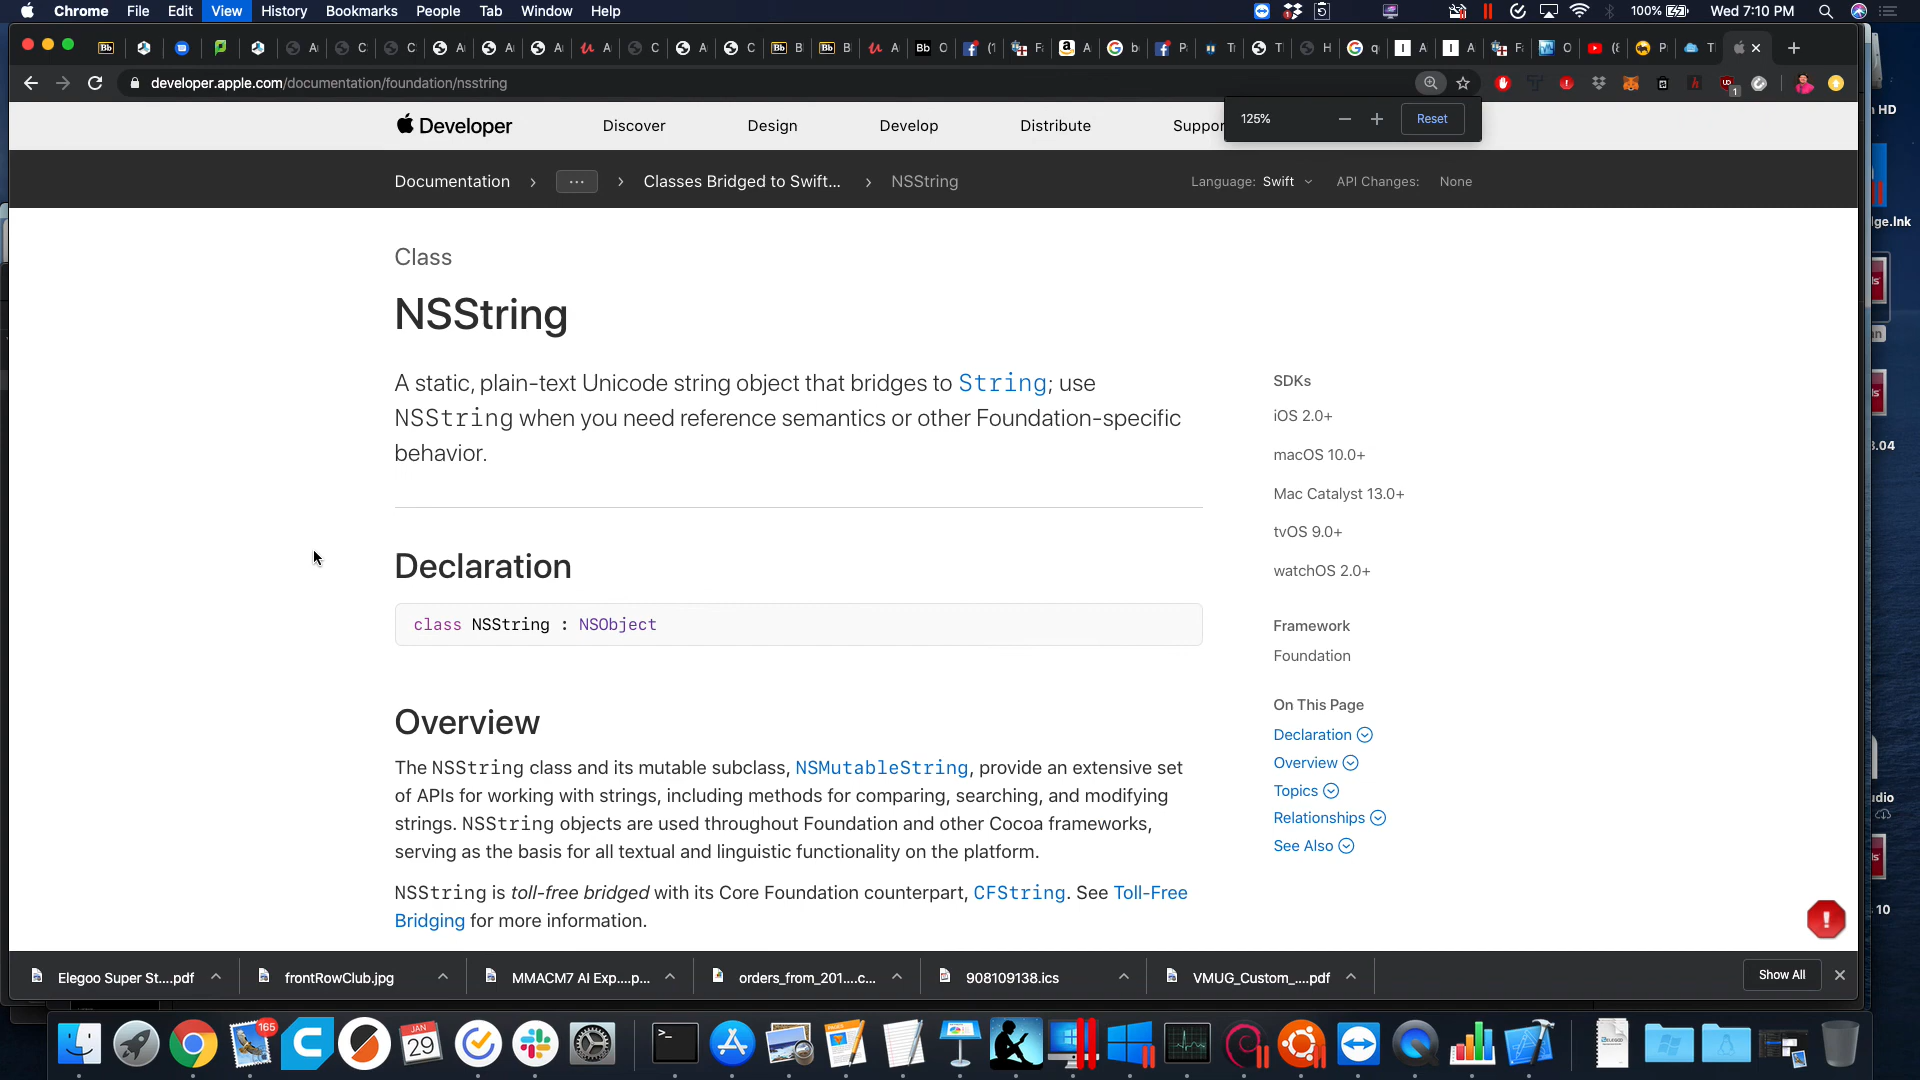 Chrome File Edit View History Bookmarks People Tab Window Help 100% Wed 7:10 PM
developer.apple.com/documentation/foundation/nsstring
125% Reset
Developer Discover Design Develop Distribute Suppor
Documentation › ··· › Classes Bridged to Swift... › NSString Language: Swift API Changes: None
Class
NSString
A static, plain-text Unicode string object that bridges to String; use
NSString when you need reference semantics or other Foundation-specific
behavior.
Declaration
class NSString : NSObject
Overview
The NSString class and its mutable subclass, NSMutableString, provide an extensive set
of APIs for working with strings, including methods for comparing, searching, and modifying
strings. NSString objects are used throughout Foundation and other Cocoa frameworks,
serving as the basis for all textual and linguistic functionality on the platform.
NSString is toll-free bridged with its Core Foundation counterpart, CFString. See Toll-Free
Bridging for more information.
SDKs
iOS 2.0+
macOS 10.0+
Mac Catalyst 13.0+
tvOS 9.0+
watchOS 2.0+
Framework
Foundation
On This Page
Declaration
Overview
Topics
Relationships
See Also
n HD
ge.lnk
Elegoo Super St....pdf frontRowClub.jpg MMACM7 AI Exp....p... orders_from_201....c... 908109138.ics VMUG_Custom_....pdf Show All
165
JAN
29